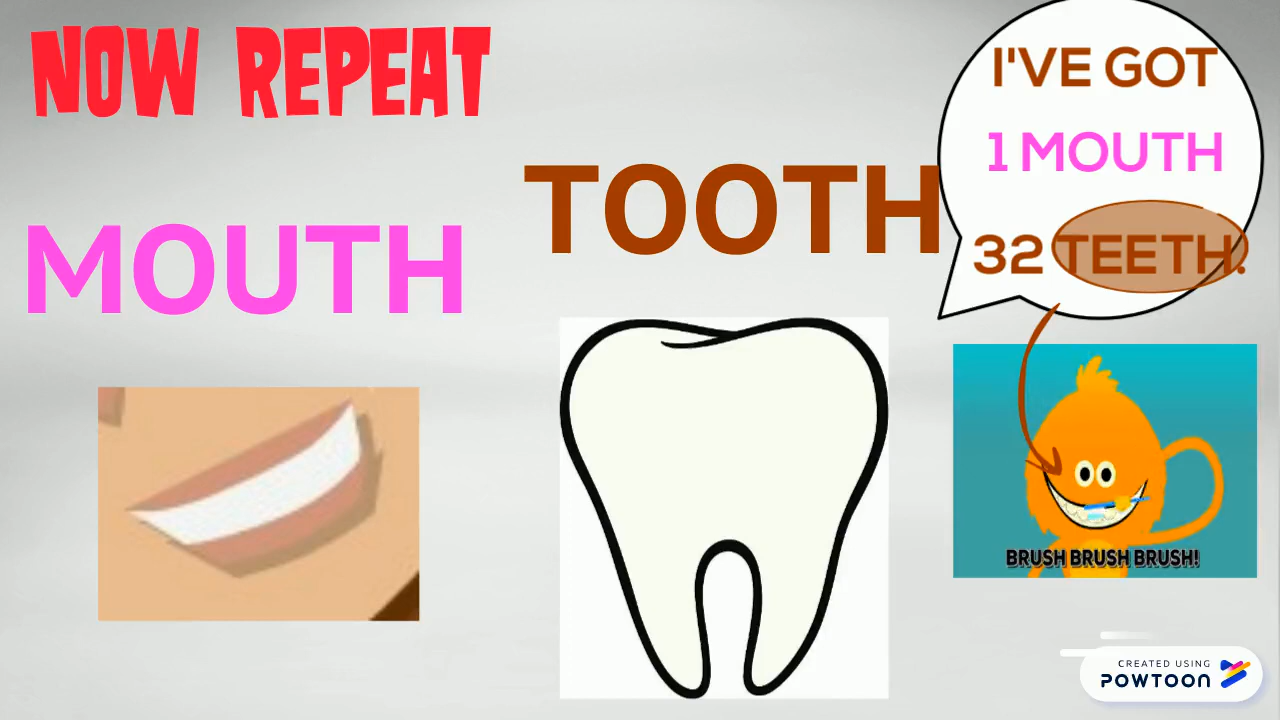 NOW REPEAT
MOUTH
TOOTH
I'VE GOT
1 MOUTH
32 TEETH.
BRUSH BRUSH BRUSH!
CREATED USING
POWTOON